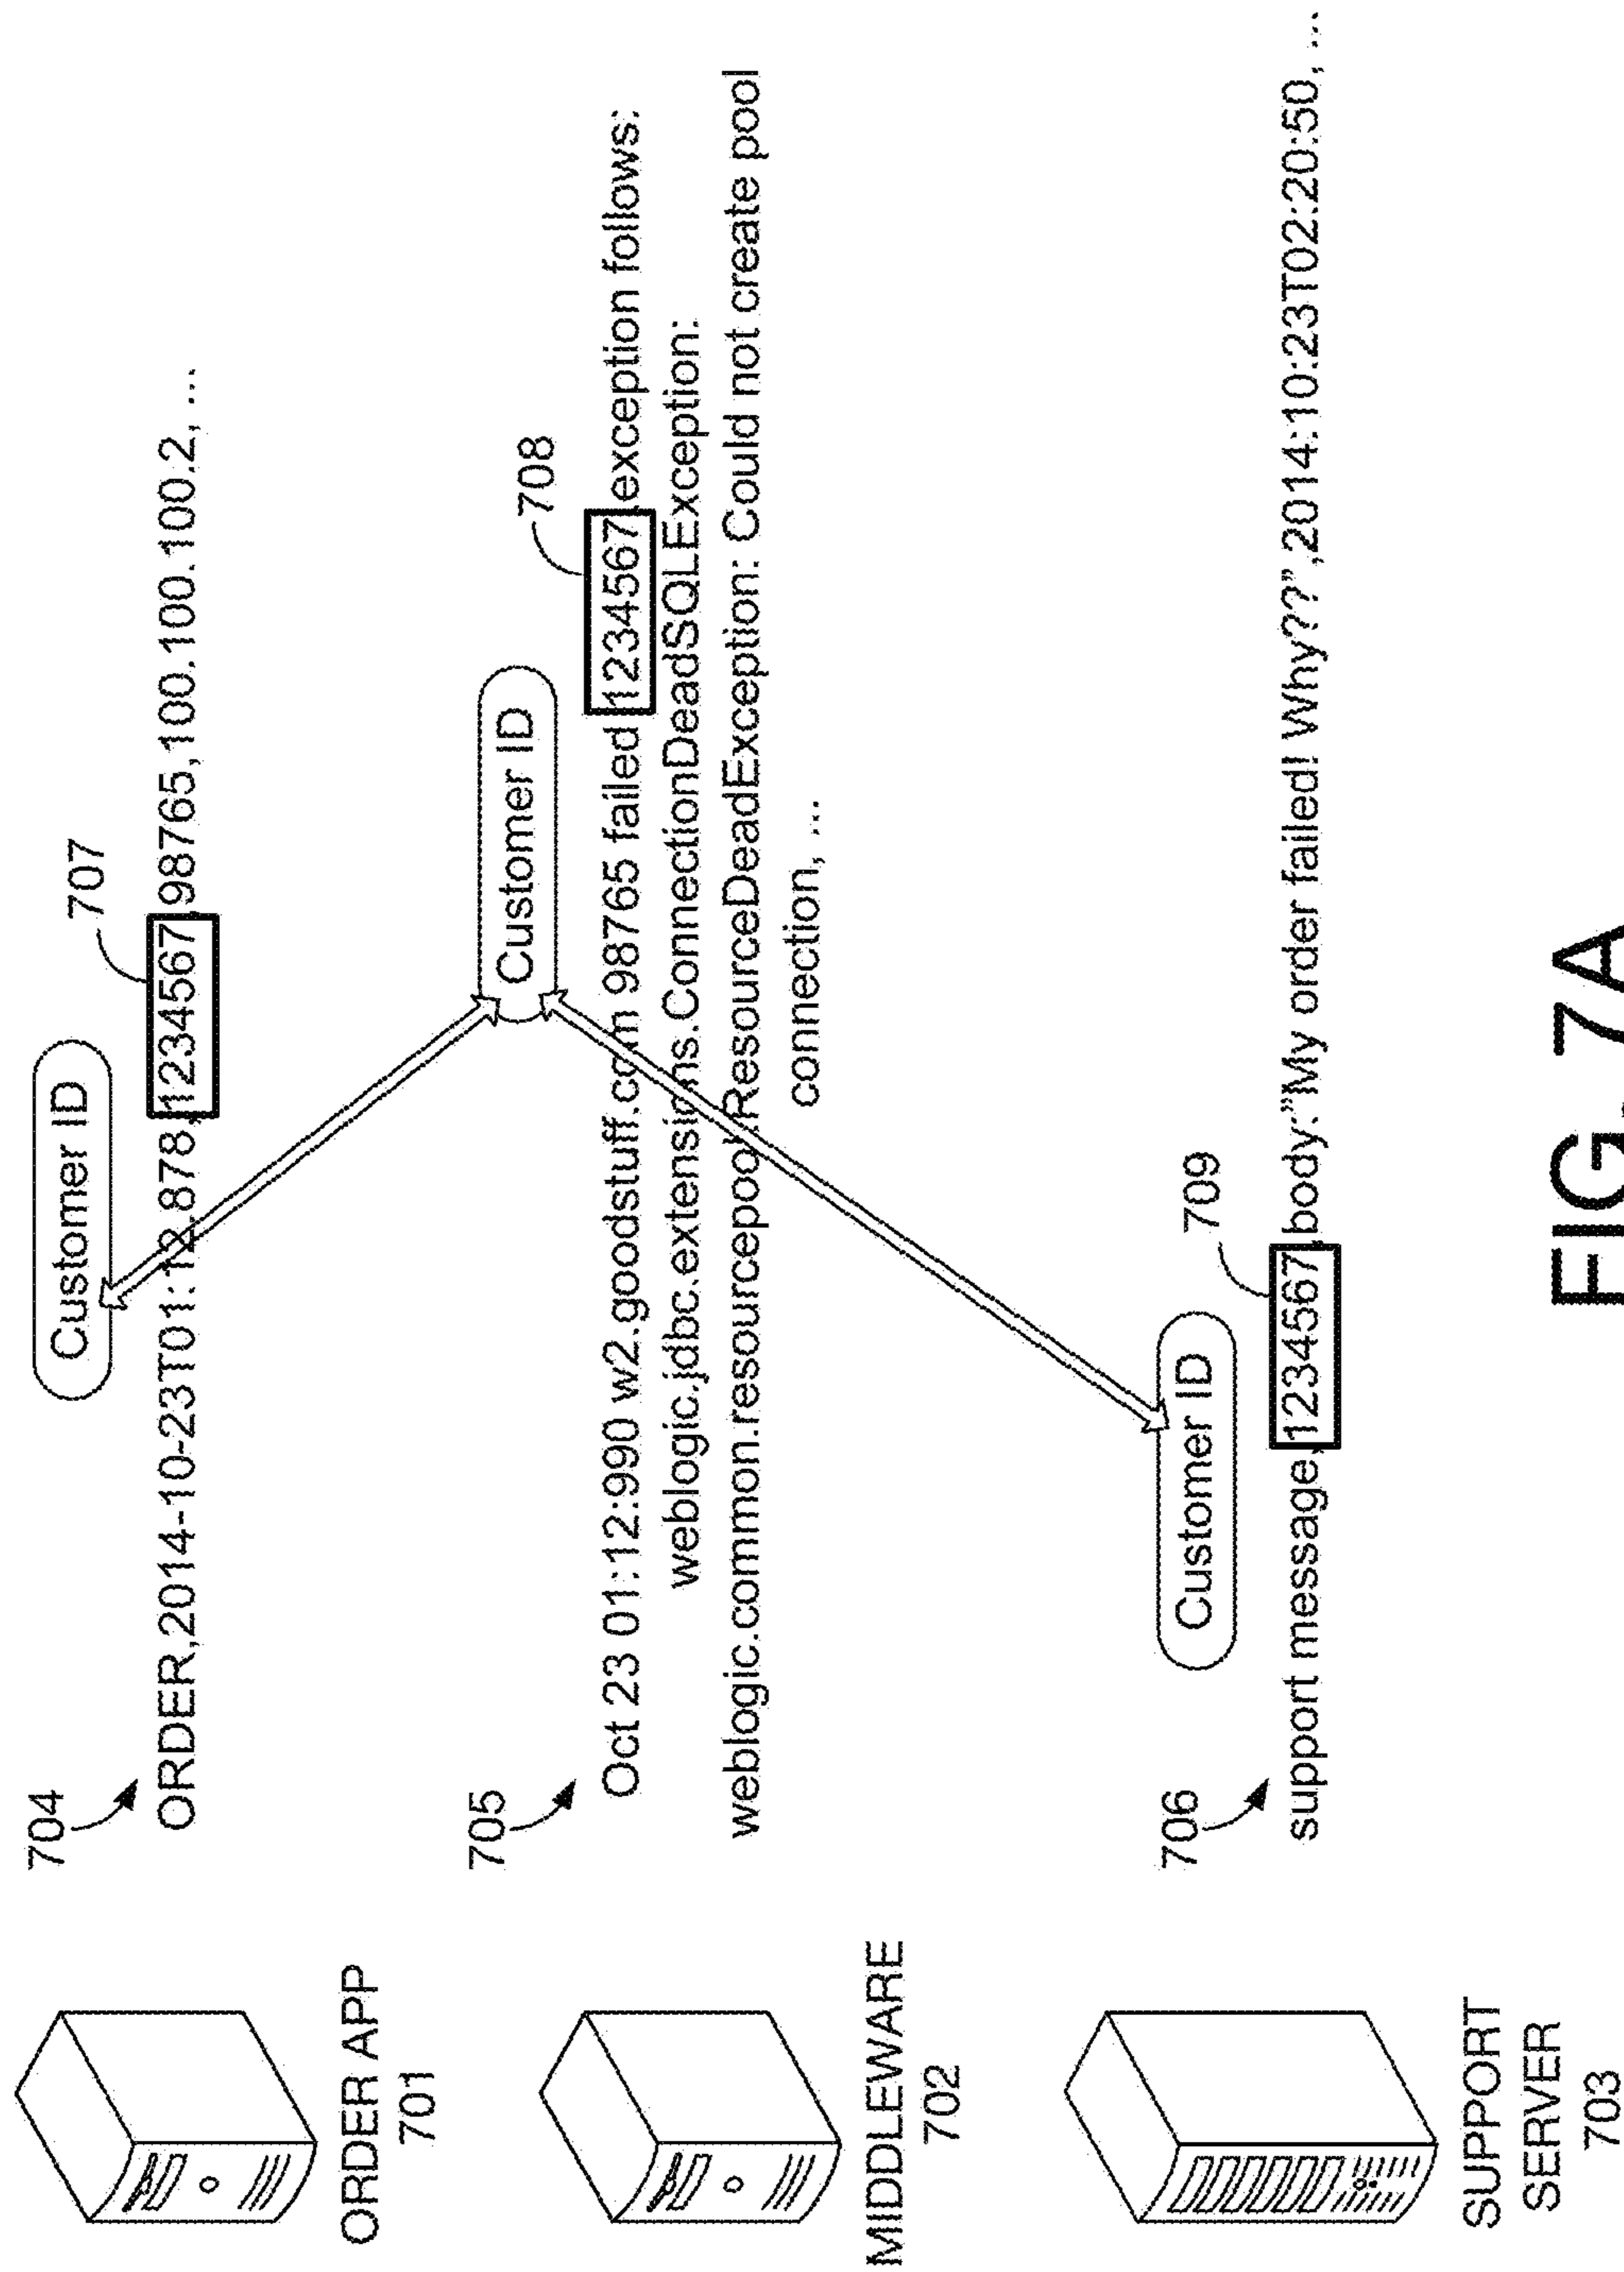 704
Customer ID
707
ORDER,2014-10-23T01:12.878,1234567,98765,100.100.100.2, ...
ORDER APP
701
705
Customer ID
708
Oct 23 01:12:990 w2.goodstuff.com 98765 failed 1234567,exception follows:
weblogic.jdbc.extensions.ConnectionDeadSQLException:
weblogic.common.resourcepool.ResourceDeadException: Could not create pool
connection, ...
MIDDLEWARE
702
706
Customer ID
709
support message,1234567,body:”My order failed! Why??”,2014:10:23T02:20:50, ...
SUPPORT
SERVER
703
FIG. 7A